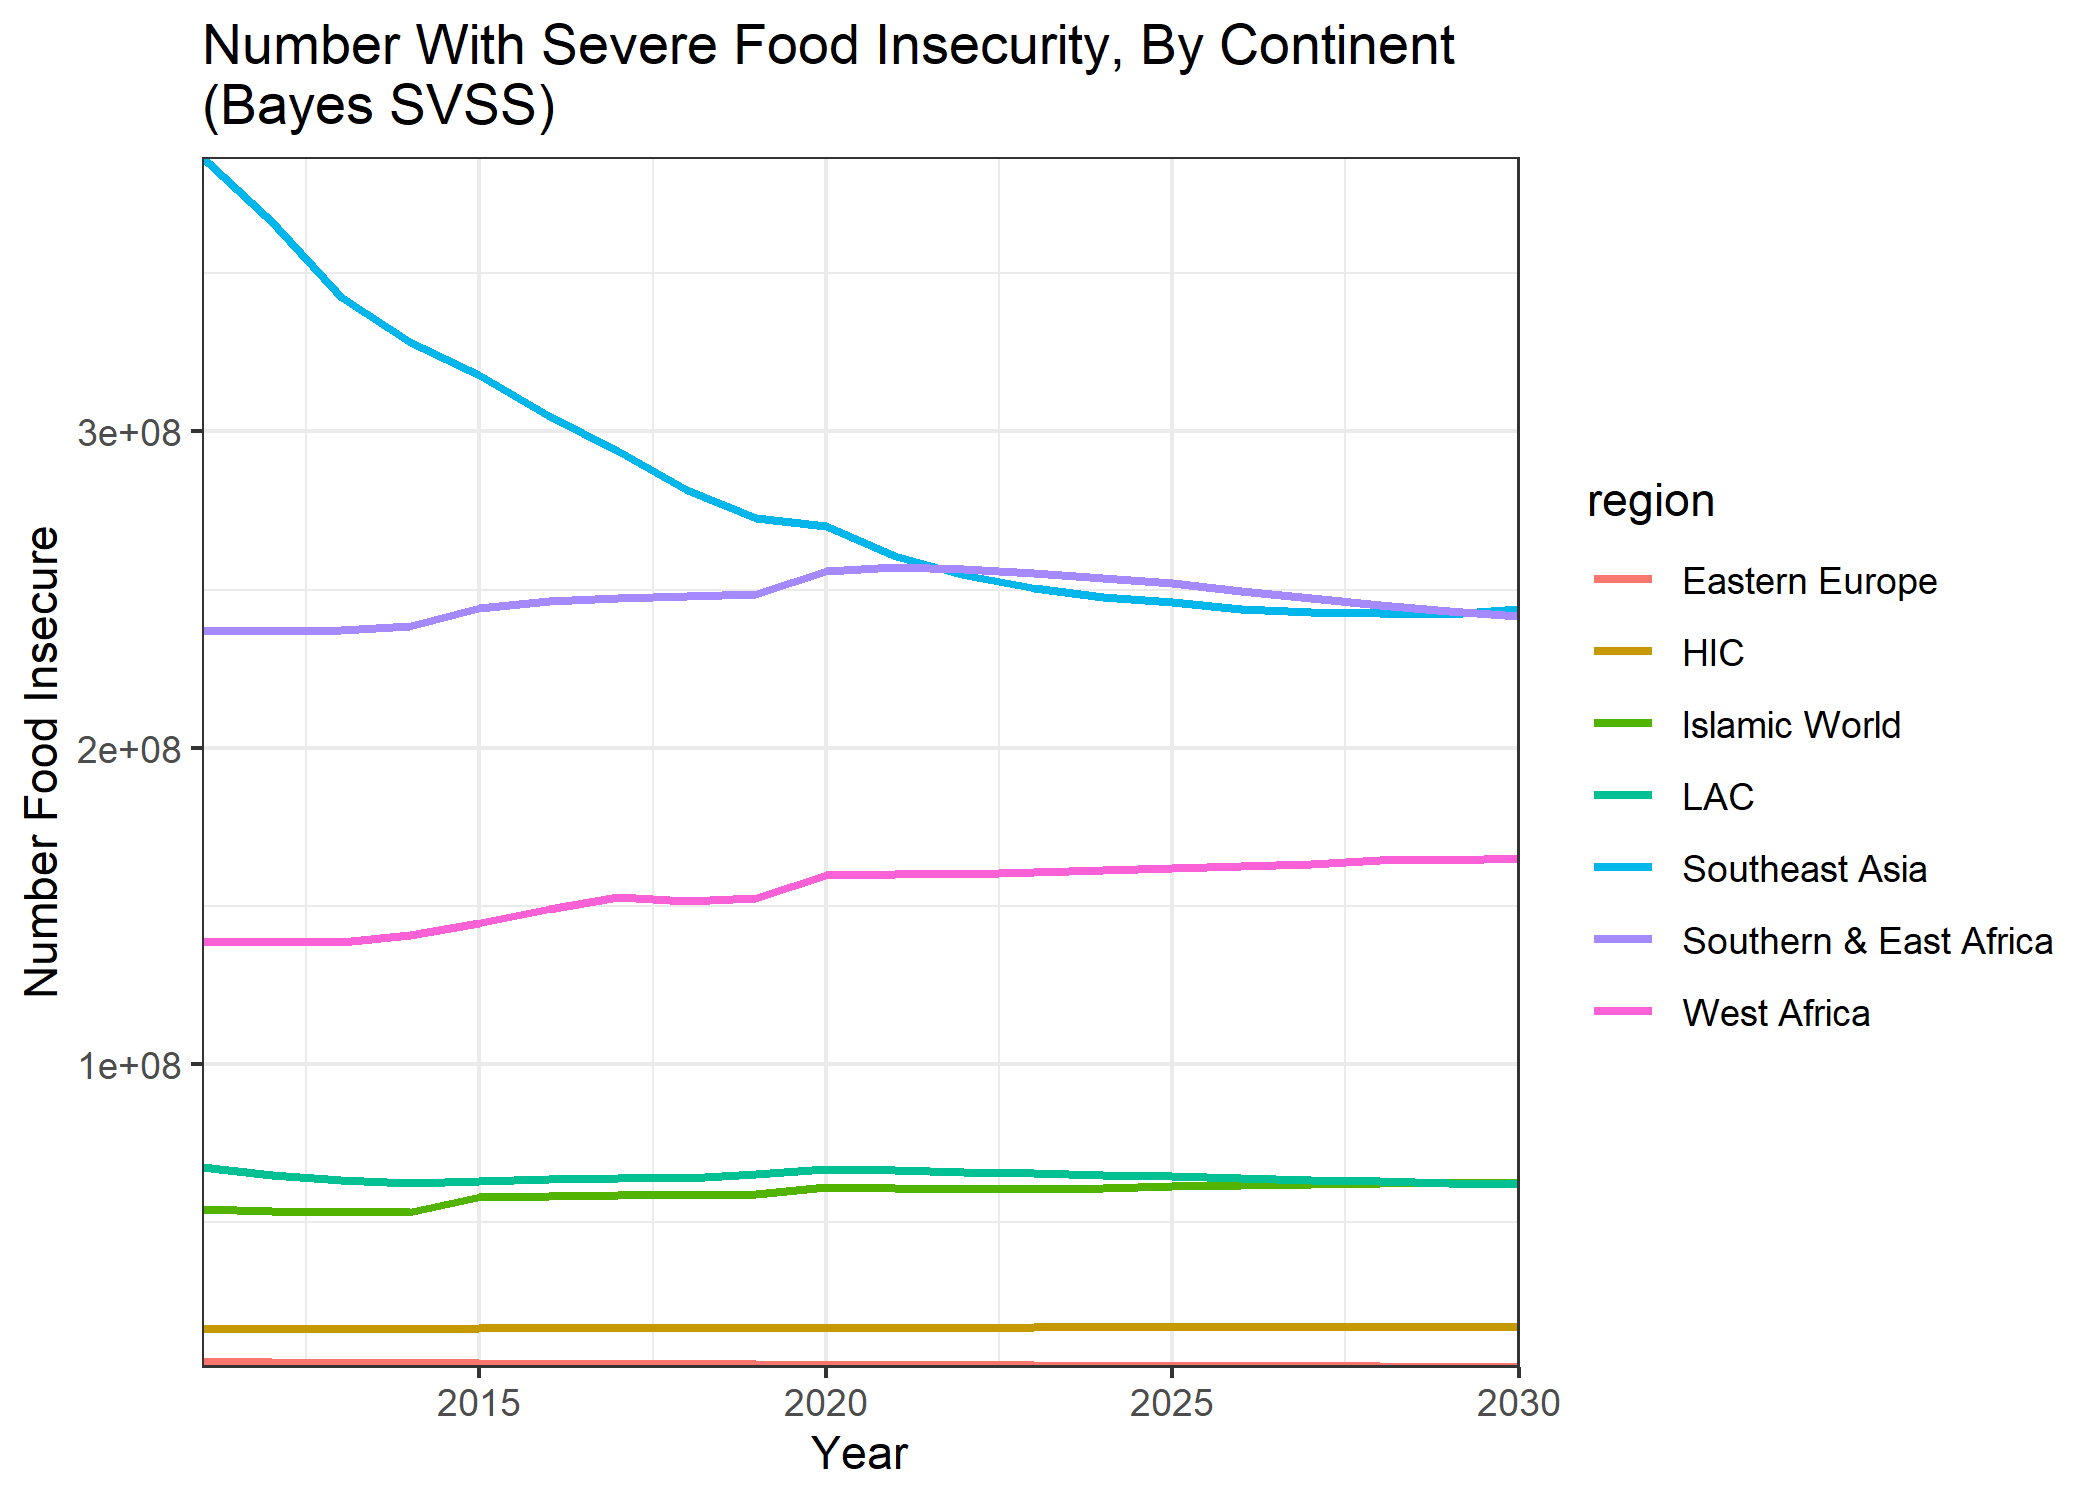 Number With Severe Food Insecurity, By Continent
(Bayes SVSS)
Number Food Insecure
3e+08
2e+08
1e+08
2015
2020
2025
2030
Year
region
Eastern Europe
HIC
Islamic World
LAC
Southeast Asia
Southern & East Africa
West Africa